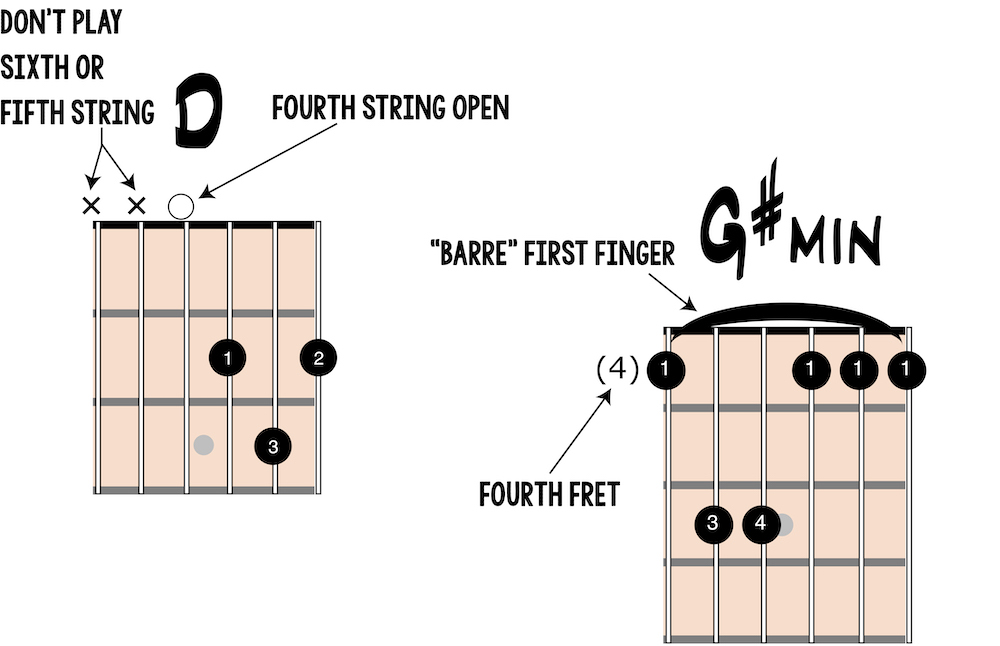 DON'T PLAY
SIXTH OR
FIFTH STRING
D
FOURTH STRING OPEN
× ×
1 2
3
G#MIN
"BARRE" FIRST FINGER
(4) 1 1 1 1
FOURTH FRET
3 4